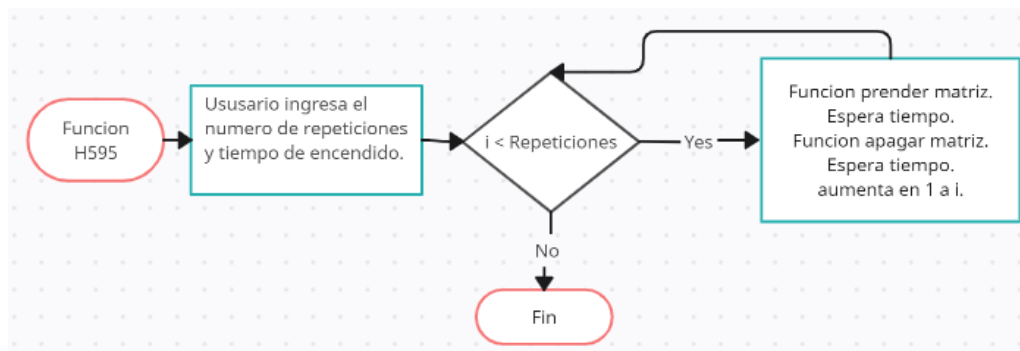 Funcion
H595
Ususario ingresa el
numero de repeticiones
y tiempo de encendido.
i < Repeticiones
Yes
Funcion prender matriz.
Espera tiempo.
Funcion apagar matriz.
Espera tiempo.
aumenta en 1 a i.
No
Fin